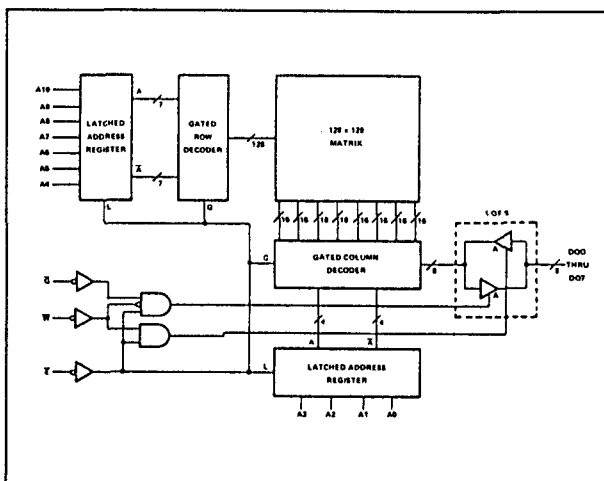 A10
A9
A8
A7
A6
A5
A4
LATCHED
ADDRESS
REGISTER
A
7
A̅
7
L
GATED
ROW
DECODER
G
128
128 x 128
MATRIX
16 16 16 16 16 16 16 16
G
GATED COLUMN
DECODER
8
1 OF 8
A
A
8
DQ0
THRU
DQ7
G̅
W̅
E̅
A
4
A̅
4
L
LATCHED ADDRESS
REGISTER
A3 A2 A1 A0